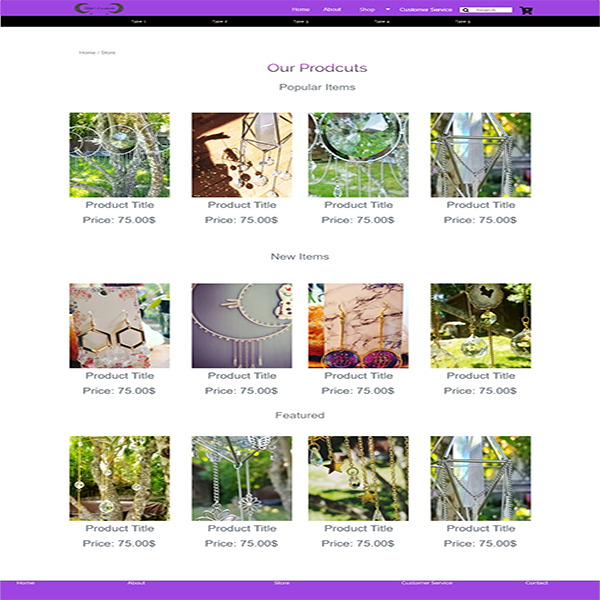 Home About Shop Customer Service Search
Type 1 Type 2 Type 3 Type 4 Type 5
Home / Store
Our Prodcuts
Popular Items
Product Title Product Title Product Title Product Title
Price: 75.00$ Price: 75.00$ Price: 75.00$ Price: 75.00$
New Items
Product Title Product Title Product Title Product Title
Price: 75.00$ Price: 75.00$ Price: 75.00$ Price: 75.00$
Featured
Product Title Product Title Product Title Product Title
Price: 75.00$ Price: 75.00$ Price: 75.00$ Price: 75.00$
Home About Store Customer Service Contact